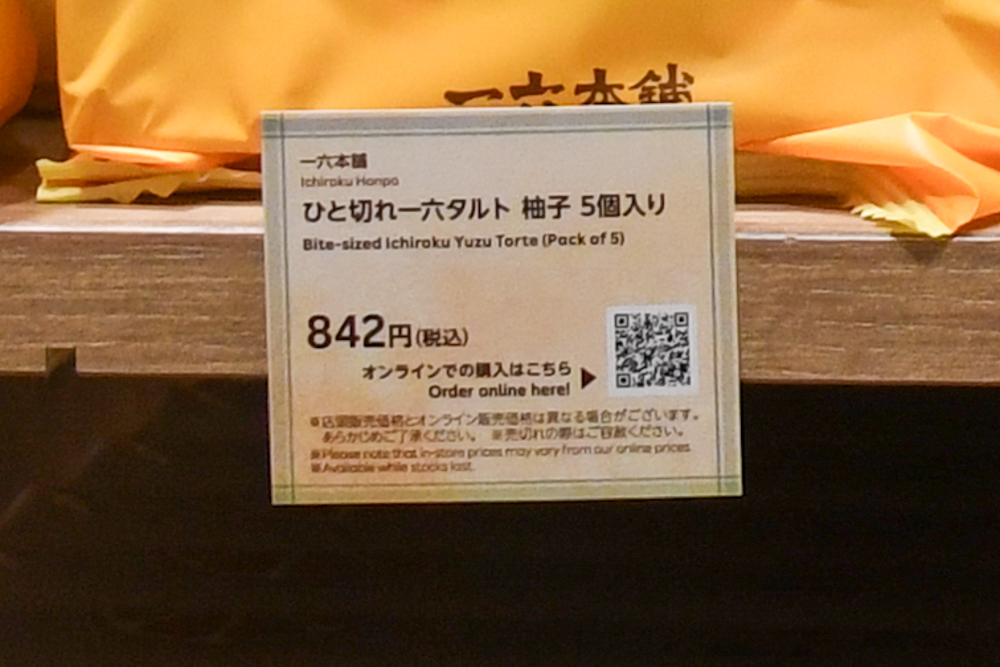 一六本舗
一六本舗
Ichiroku Honpo
ひと切れ一六タルト 柚子 5個入り
Bite-sized Ichiroku Yuzu Torte (Pack of 5)
842円(税込)
オンラインでの購入はこちら
Order online here!
※店頭販売価格とオンライン販売価格は異なる場合がございます。
あらかじめご了承ください。 ※売切れの際はご容赦ください。
※Please note that in-store prices may vary from our online prices.
※Available while stocks last.